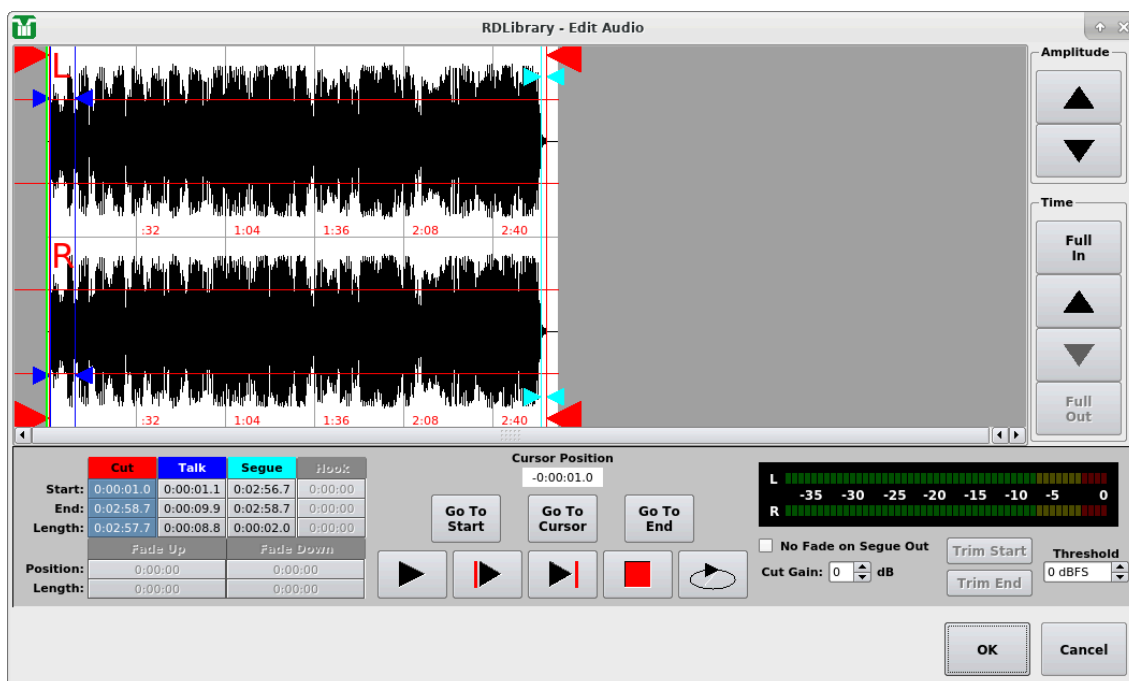 RDLibrary - Edit Audio
L
:32 1:04 1:36 2:08 2:40
R
:32 1:04 1:36 2:08 2:40
Amplitude
Time
Full
In
Full
Out
Cut Talk Segue Hook
Start: 0:00:01.0 0:00:01.1 0:02:56.7 0:00:00
End: 0:02:58.7 0:00:09.9 0:02:58.7 0:00:00
Length: 0:02:57.7 0:00:08.8 0:00:02.0 0:00:00
Fade Up Fade Down
Position: 0:00:00 0:00:00
Length: 0:00:00 0:00:00
Cursor Position
-0:00:01.0
Go To
Start
Go To
Cursor
Go To
End
L
-35 -30 -25 -20 -15 -10 -5 0
R
No Fade on Segue Out
Cut Gain: 0 dB
Trim Start
Trim End
Threshold
0 dBFS
OK Cancel